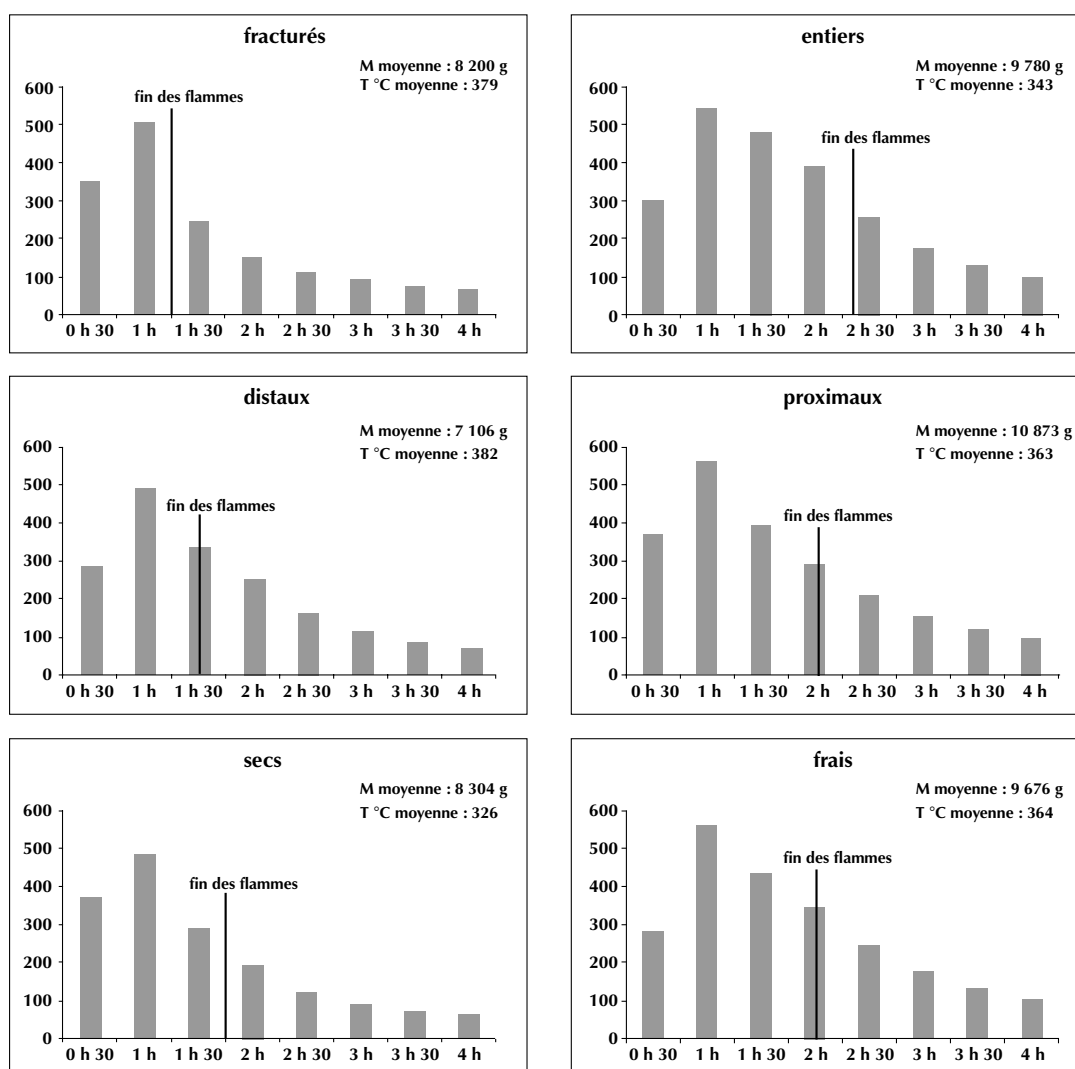 fracturés
M moyenne : 8 200 g
T °C moyenne : 379
fin des flammes
600
500
400
300
200
100
0
0 h 30 1 h 1 h 30 2 h 2 h 30 3 h 3 h 30 4 h
entiers
M moyenne : 9 780 g
T °C moyenne : 343
fin des flammes
600
500
400
300
200
100
0
0 h 30 1 h 1 h 30 2 h 2 h 30 3 h 3 h 30 4 h
distaux
M moyenne : 7 106 g
T °C moyenne : 382
fin des flammes
600
500
400
300
200
100
0
0 h 30 1 h 1 h 30 2 h 2 h 30 3 h 3 h 30 4 h
proximaux
M moyenne : 10 873 g
T °C moyenne : 363
fin des flammes
600
500
400
300
200
100
0
0 h 30 1 h 1 h 30 2 h 2 h 30 3 h 3 h 30 4 h
secs
M moyenne : 8 304 g
T °C moyenne : 326
fin des flammes
600
500
400
300
200
100
0
0 h 30 1 h 1 h 30 2 h 2 h 30 3 h 3 h 30 4 h
frais
M moyenne : 9 676 g
T °C moyenne : 364
fin des flammes
600
500
400
300
200
100
0
0 h 30 1 h 1 h 30 2 h 2 h 30 3 h 3 h 30 4 h